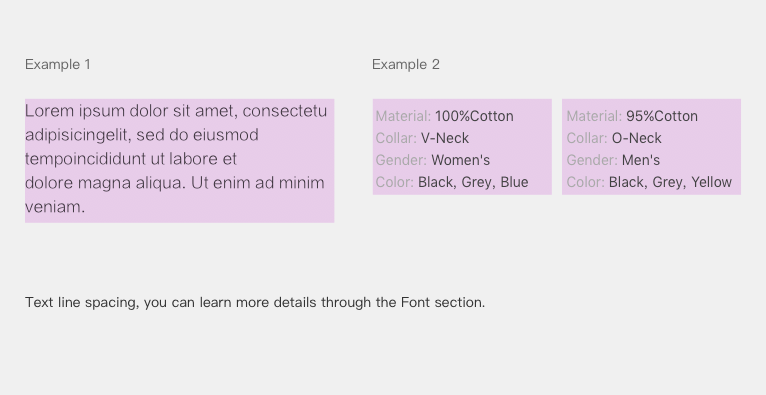 Example 1
Lorem ipsum dolor sit amet, consectetu
adipisicingelit, sed do eiusmod
tempoincididunt ut labore et
dolore magna aliqua. Ut enim ad minim
veniam.
Example 2
Material: 100%Cotton
Collar: V-Neck
Gender: Women's
Color: Black, Grey, Blue
Material: 95%Cotton
Collar: O-Neck
Gender: Men's
Color: Black, Grey, Yellow
Text line spacing, you can learn more details through the Font section.